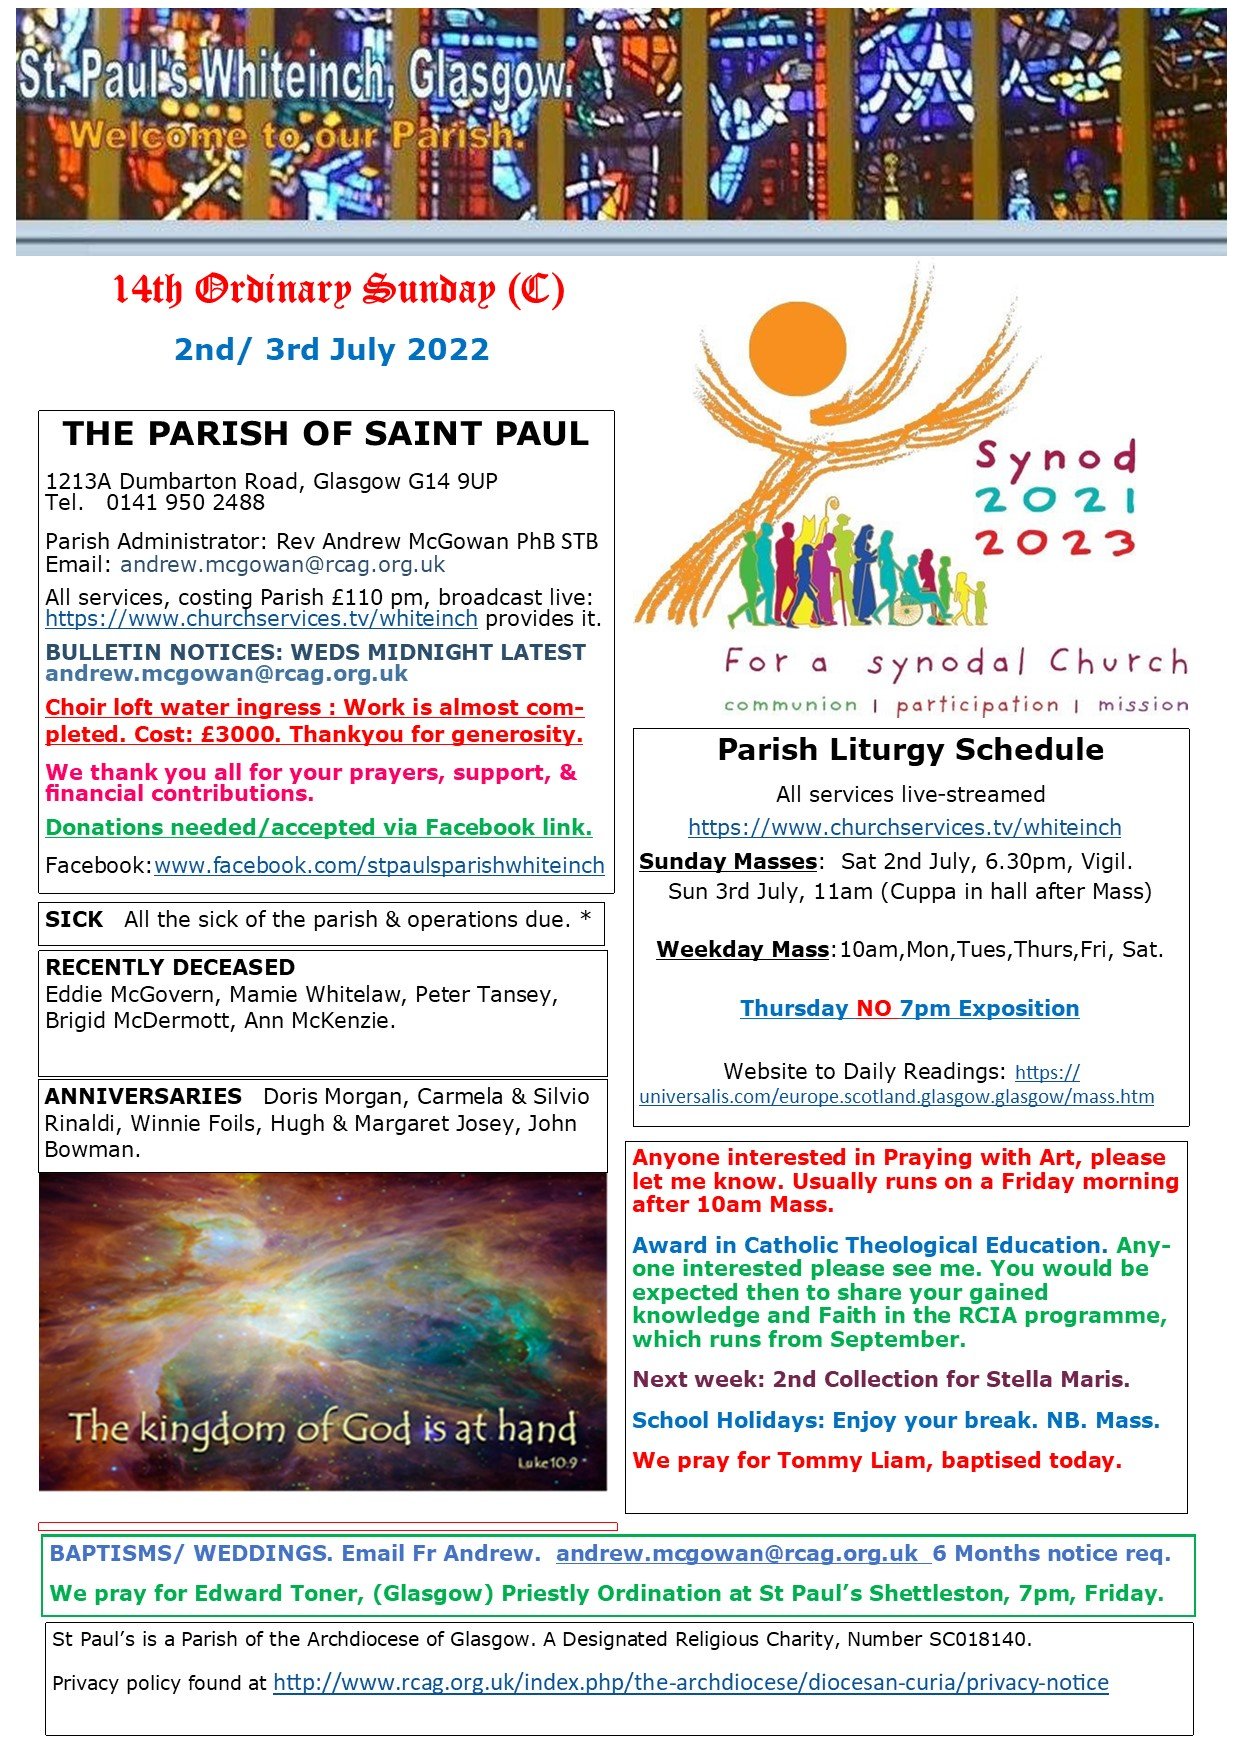 St. Paul's Whiteinch, Glasgow.
Welcome to our Parish.
14th Ordinary Sunday (C)
2nd/ 3rd July 2022
THE PARISH OF SAINT PAUL
1213A Dumbarton Road, Glasgow G14 9UP
Tel. 0141 950 2488
Parish Administrator: Rev Andrew McGowan PhB STB
Email: andrew.mcgowan@rcag.org.uk
All services, costing Parish £110 pm, broadcast live:
https://www.churchservices.tv/whiteinch provides it.
BULLETIN NOTICES: WEDS MIDNIGHT LATEST
andrew.mcgowan@rcag.org.uk
Choir loft water ingress : Work is almost com-
pleted. Cost: £3000. Thankyou for generosity.
We thank you all for your prayers, support, &
financial contributions.
Donations needed/accepted via Facebook link.
Facebook:www.facebook.com/stpaulsparishwhiteinch
SICK All the sick of the parish & operations due. *
RECENTLY DECEASED
Eddie McGovern, Mamie Whitelaw, Peter Tansey,
Brigid McDermott, Ann McKenzie.
ANNIVERSARIES Doris Morgan, Carmela & Silvio
Rinaldi, Winnie Foils, Hugh & Margaret Josey, John
Bowman.
The kingdom of God is at hand
Luke 10:9
Synod
2021
2023
For a synodal Church
communion | participation | mission
Parish Liturgy Schedule
All services live-streamed
https://www.churchservices.tv/whiteinch
Sunday Masses: Sat 2nd July, 6.30pm, Vigil.
Sun 3rd July, 11am (Cuppa in hall after Mass)
Weekday Mass:10am,Mon,Tues,Thurs,Fri, Sat.
Thursday NO 7pm Exposition
Website to Daily Readings: https://
universalis.com/europe.scotland.glasgow.glasgow/mass.htm
Anyone interested in Praying with Art, please
let me know. Usually runs on a Friday morning
after 10am Mass.
Award in Catholic Theological Education. Any-
one interested please see me. You would be
expected then to share your gained
knowledge and Faith in the RCIA programme,
which runs from September.
Next week: 2nd Collection for Stella Maris.
School Holidays: Enjoy your break. NB. Mass.
We pray for Tommy Liam, baptised today.
BAPTISMS/ WEDDINGS. Email Fr Andrew. andrew.mcgowan@rcag.org.uk 6 Months notice req.
We pray for Edward Toner, (Glasgow) Priestly Ordination at St Paul’s Shettleston, 7pm, Friday.
St Paul’s is a Parish of the Archdiocese of Glasgow. A Designated Religious Charity, Number SC018140.
Privacy policy found at http://www.rcag.org.uk/index.php/the-archdiocese/diocesan-curia/privacy-notice